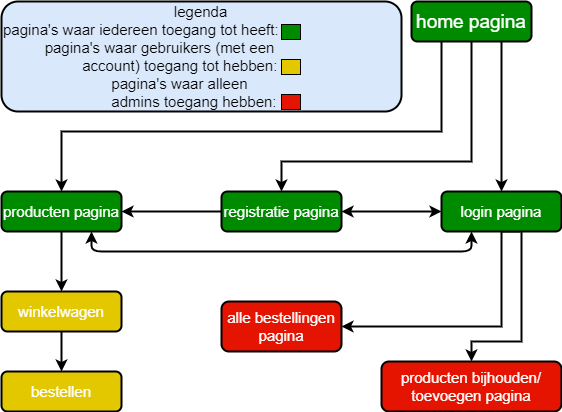 legenda
pagina's waar iedereen toegang tot heeft:
pagina's waar gebruikers (met een
account) toegang tot hebben:
pagina's waar alleen
admins toegang hebben:
home pagina
producten pagina
registratie pagina
login pagina
winkelwagen
alle bestellingen
pagina
bestellen
producten bijhouden/
toevoegen pagina